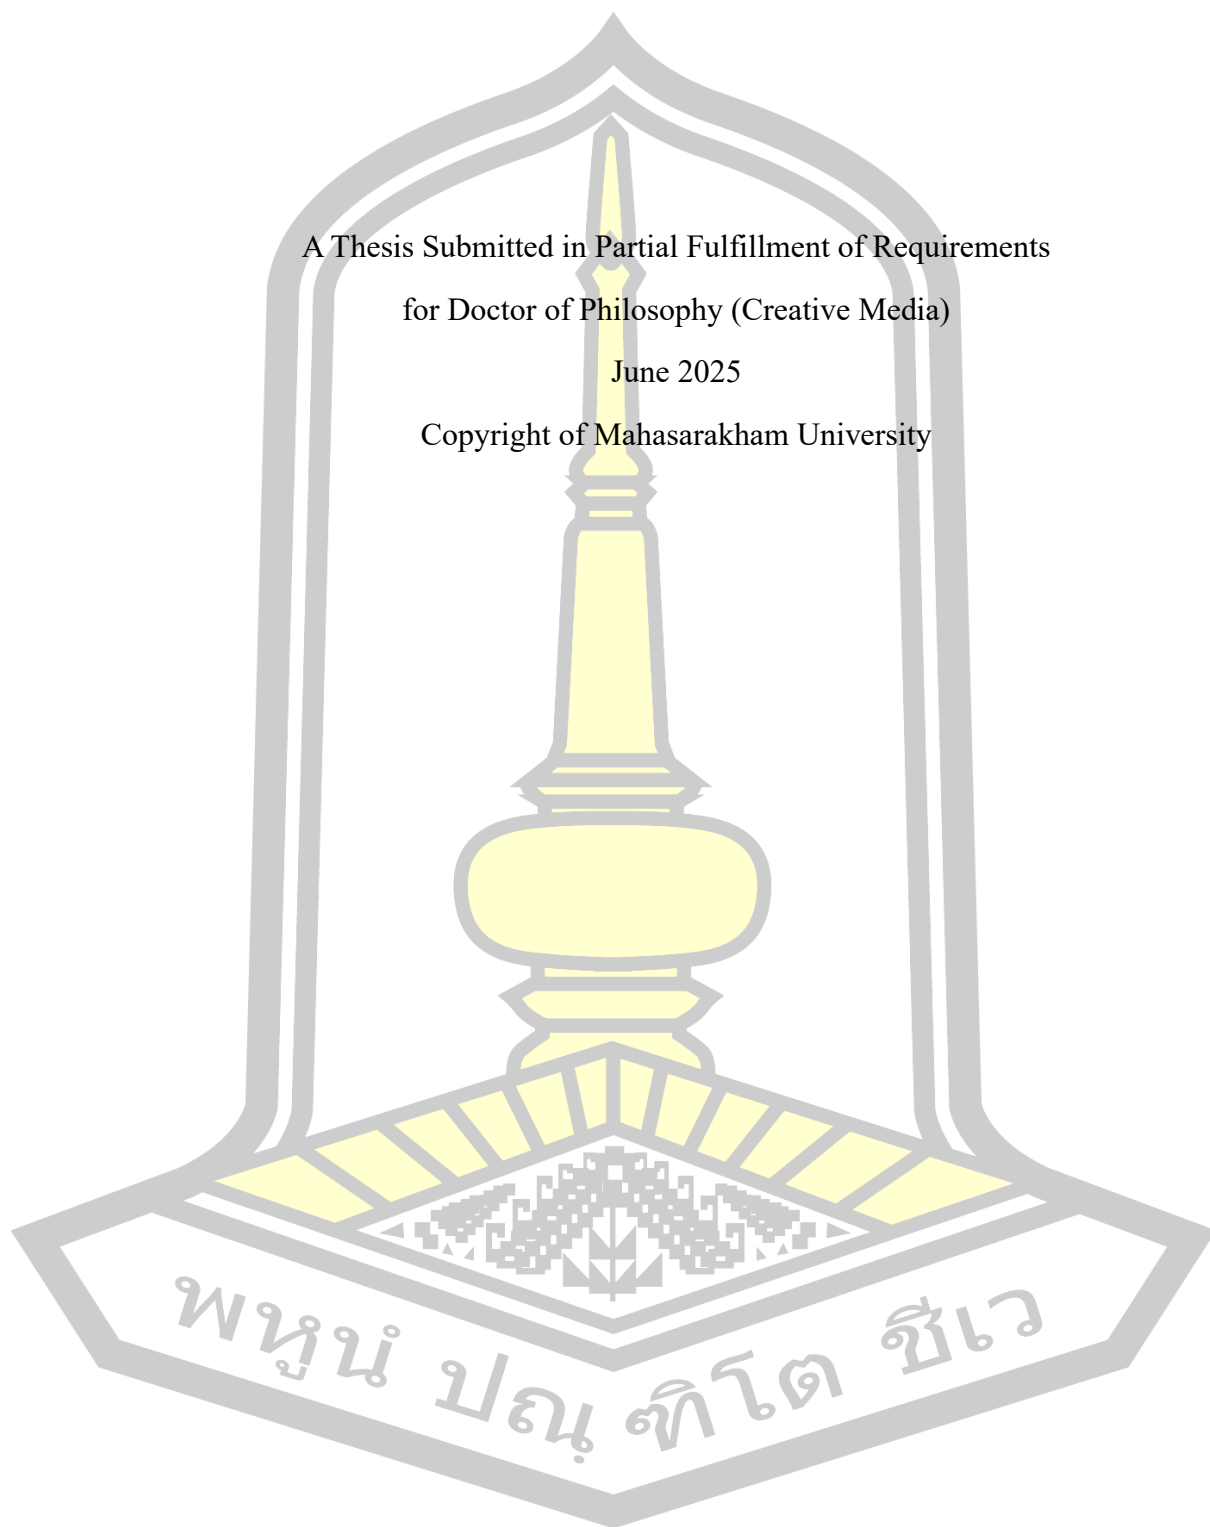 A Thesis Submitted in Partial Fulfillment of Requirements
for Doctor of Philosophy (Creative Media)
June 2025
Copyright of Mahasarakham University
พหูนํ ปณฺฑิโต ชีเว